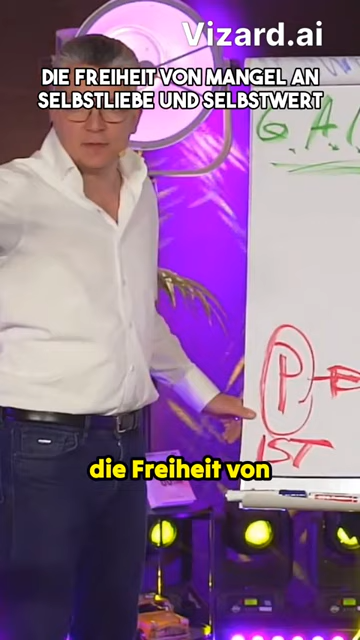 Vizard.ai
DIE FREIHEIT VON MANGEL AN
SELBSTLIEBE UND SELBSTWERT
G.A.
P
IST
die Freiheit von